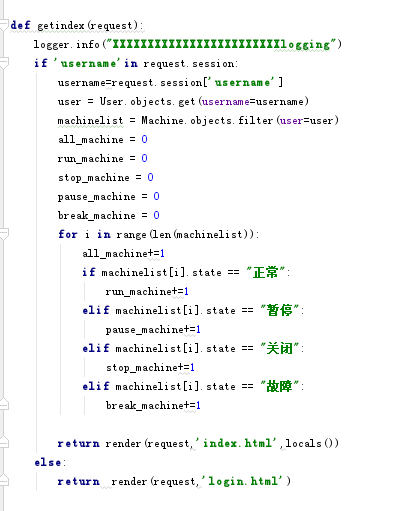 def getindex(request):
    logger.info("XXXXXXXXXXXXXXXXXXXXXXXXlogging")
    if 'username' in request.session:
        username=request.session['username']
        user = User.objects.get(username=username)
        machinelist = Machine.objects.filter(user=user)
        all_machine = 0
        run_machine = 0
        stop_machine = 0
        pause_machine = 0
        break_machine = 0
        for i in range(len(machinelist)):
            all_machine+=1
            if machinelist[i].state == "正常":
                run_machine+=1
            elif machinelist[i].state == "暂停":
                pause_machine+=1
            elif machinelist[i].state == "关闭":
                stop_machine+=1
            elif machinelist[i].state == "故障":
                break_machine+=1
        return render(request,'index.html',locals())
    else:
        return  render(request,'login.html')